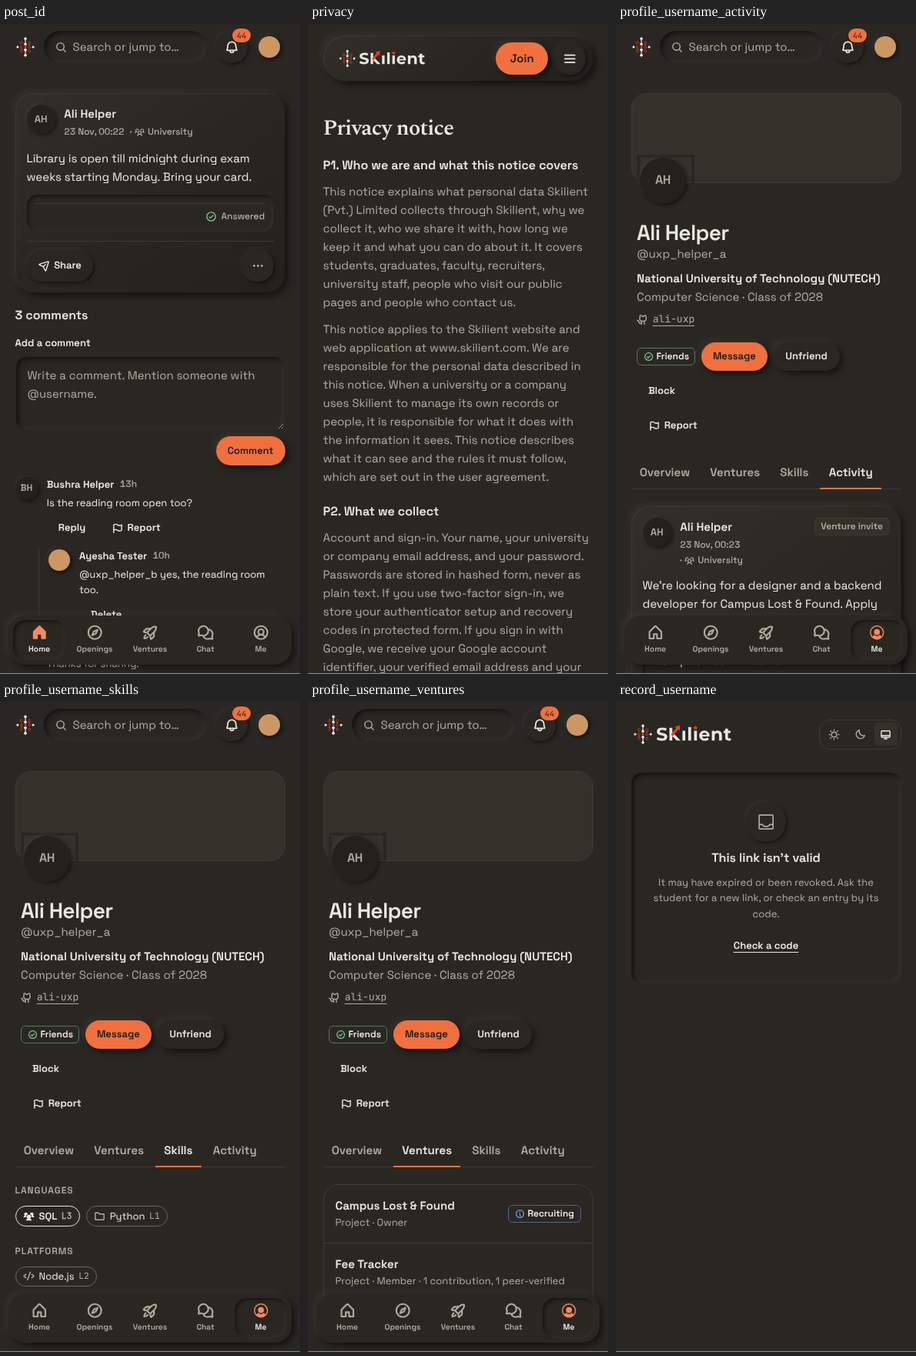 post_id
Search or jump to...
44
AH
Ali Helper
23 Nov, 00:22 · University
Library is open till midnight during exam
weeks starting Monday. Bring your card.
Answered
Share
...
3 comments
Add a comment
Write a comment. Mention someone with
@username.
Comment
BH
Bushra Helper 13h
Is the reading room open too?
Reply
Report
Ayesha Tester 10h
@uxp_helper_b yes, the reading room
too.
Delete
Thanks for sharing.
Home
Openings
Ventures
Chat
Me
privacy
Skilient
Join
Privacy notice
P1. Who we are and what this notice covers
This notice explains what personal data Skilient
(Pvt.) Limited collects through Skilient, why we
collect it, who we share it with, how long we
keep it and what you can do about it. It covers
students, graduates, faculty, recruiters,
university staff, people who visit our public
pages and people who contact us.
This notice applies to the Skilient website and
web application at www.skilient.com. We are
responsible for the personal data described in
this notice. When a university or a company
uses Skilient to manage its own records or
people, it is responsible for what it does with
the information it sees. This notice describes
what it can see and the rules it must follow,
which are set out in the user agreement.
P2. What we collect
Account and sign-in. Your name, your university
or company email address, and your password.
Passwords are stored in hashed form, never as
plain text. If you use two-factor sign-in, we
store your authenticator setup and recovery
codes in protected form. If you sign in with
Google, we receive your Google account
identifier, your verified email address and your
profile_username_activity
Search or jump to...
44
AH
Ali Helper
@uxp_helper_a
National University of Technology (NUTECH)
Computer Science · Class of 2028
ali-uxp
Friends
Message
Unfriend
Block
Report
Overview
Ventures
Skills
Activity
AH
Ali Helper
Venture invite
23 Nov, 00:23
· University
We're looking for a designer and a backend
developer for Campus Lost & Found. Apply
Home
Openings
Ventures
Chat
Me
profile_username_skills
Search or jump to...
44
AH
Ali Helper
@uxp_helper_a
National University of Technology (NUTECH)
Computer Science · Class of 2028
ali-uxp
Friends
Message
Unfriend
Block
Report
Overview
Ventures
Skills
Activity
LANGUAGES
SQL L3
Python L1
PLATFORMS
Node.js L2
Home
Openings
Ventures
Chat
Me
profile_username_ventures
Search or jump to...
44
AH
Ali Helper
@uxp_helper_a
National University of Technology (NUTECH)
Computer Science · Class of 2028
ali-uxp
Friends
Message
Unfriend
Block
Report
Overview
Ventures
Skills
Activity
Campus Lost & Found
Project · Owner
Recruiting
Fee Tracker
Project · Member · 1 contribution, 1 peer-verified
Home
Openings
Ventures
Chat
Me
record_username
Skilient
This link isn't valid
It may have expired or been revoked. Ask the
student for a new link, or check an entry by its
code.
Check a code